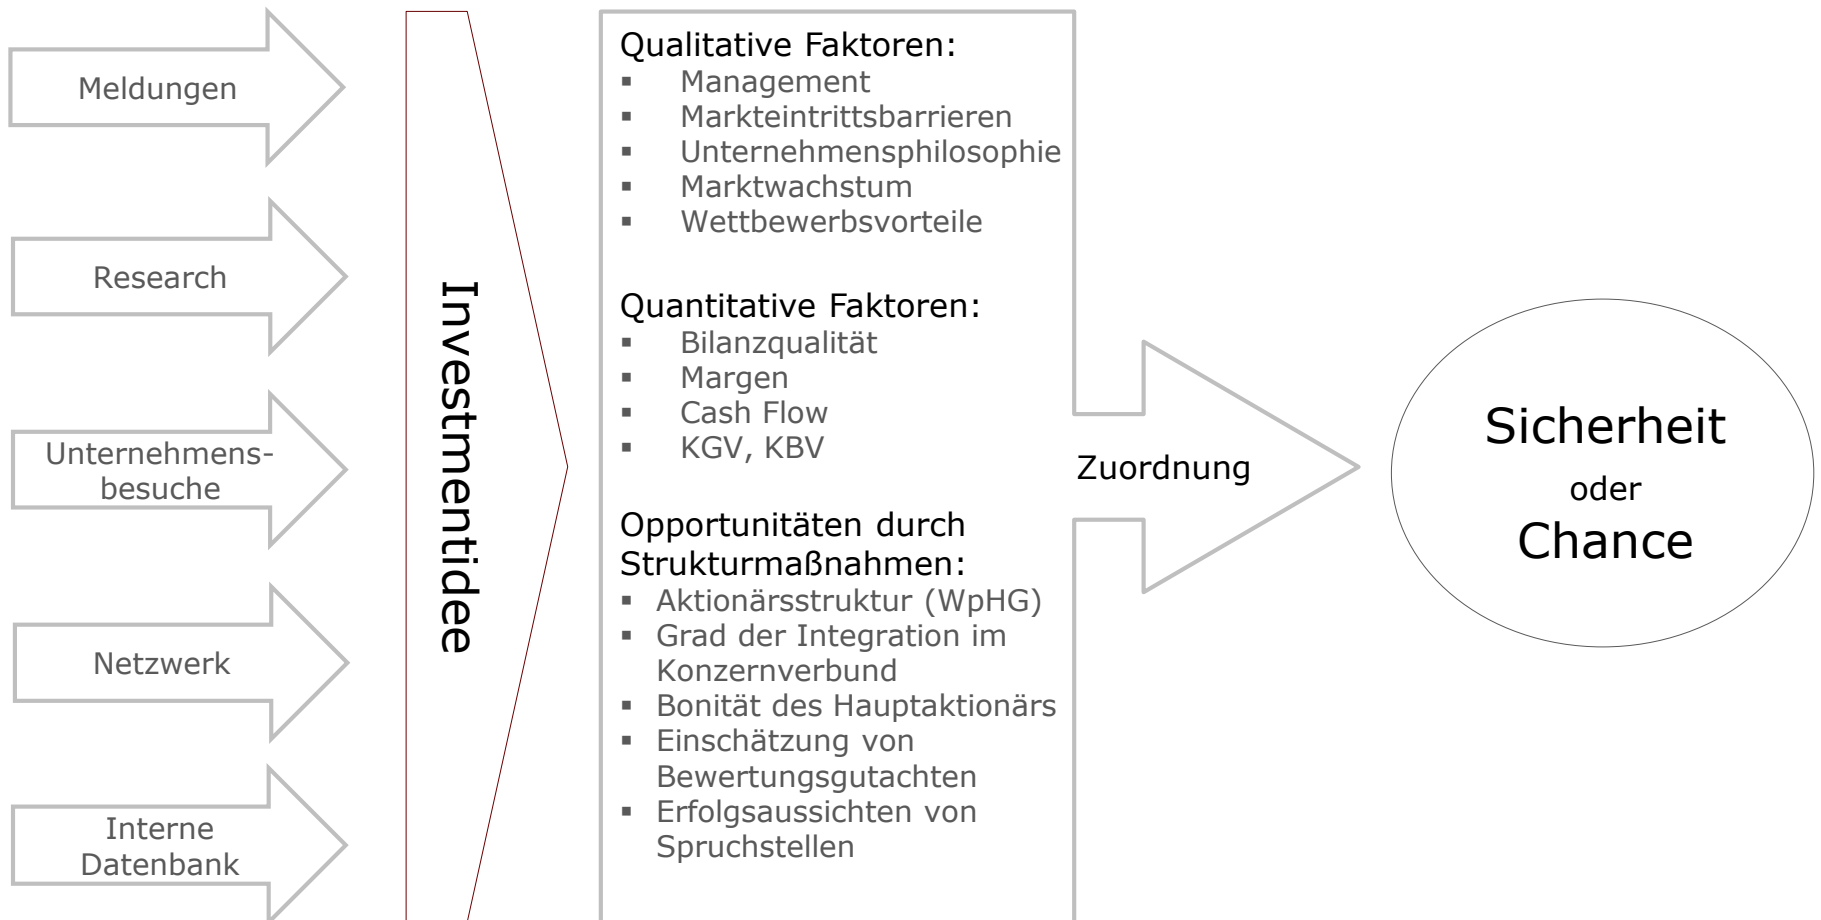 Meldungen
Research
Unternehmens-
besuche
Netzwerk
Interne
Datenbank
Investmentidee
Qualitative Faktoren:
▪ Management
▪ Markteintrittsbarrieren
▪ Unternehmensphilosophie
▪ Marktwachstum
▪ Wettbewerbsvorteile
Quantitative Faktoren:
▪ Bilanzqualität
▪ Margen
▪ Cash Flow
▪ KGV, KBV
Opportunitäten durch
Strukturmaßnahmen:
▪ Aktionärsstruktur (WpHG)
▪ Grad der Integration im
Konzernverbund
▪ Bonität des Hauptaktionärs
▪ Einschätzung von
Bewertungsgutachten
▪ Erfolgsaussichten von
Spruchstellen
Zuordnung
Sicherheit
oder
Chance